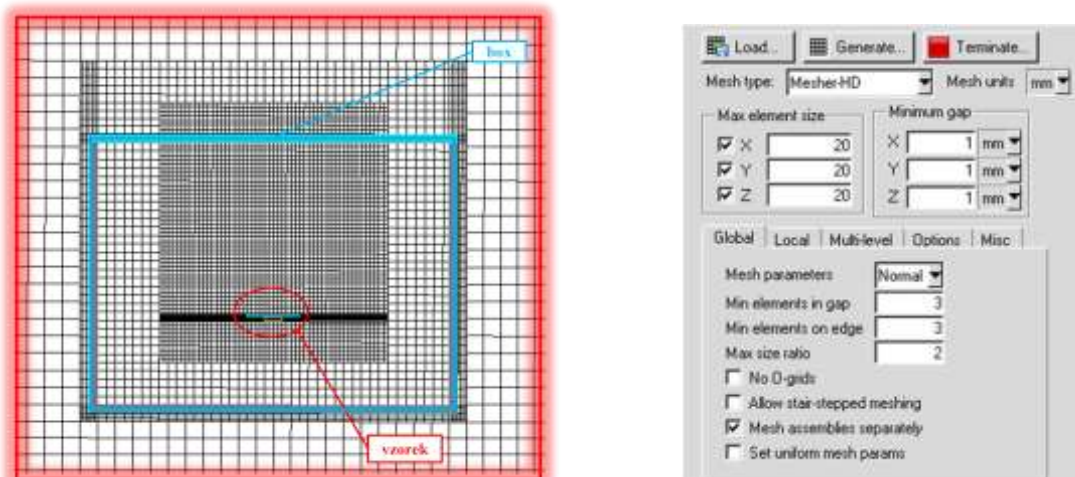 box
vzorek
Load... Generate... Terminate...
Mesh type: Mesher-HD Mesh units mm
Max element size Minimum gap
X 20 X 1 mm
Y 20 Y 1 mm
Z 20 Z 1 mm
Global Local Multi-level Options Misc
Mesh parameters Normal
Min elements in gap 3
Min elements on edge 3
Max size ratio 2
No O-grids
Allow stair-stepped meshing
Mesh assemblies separately
Set uniform mesh params